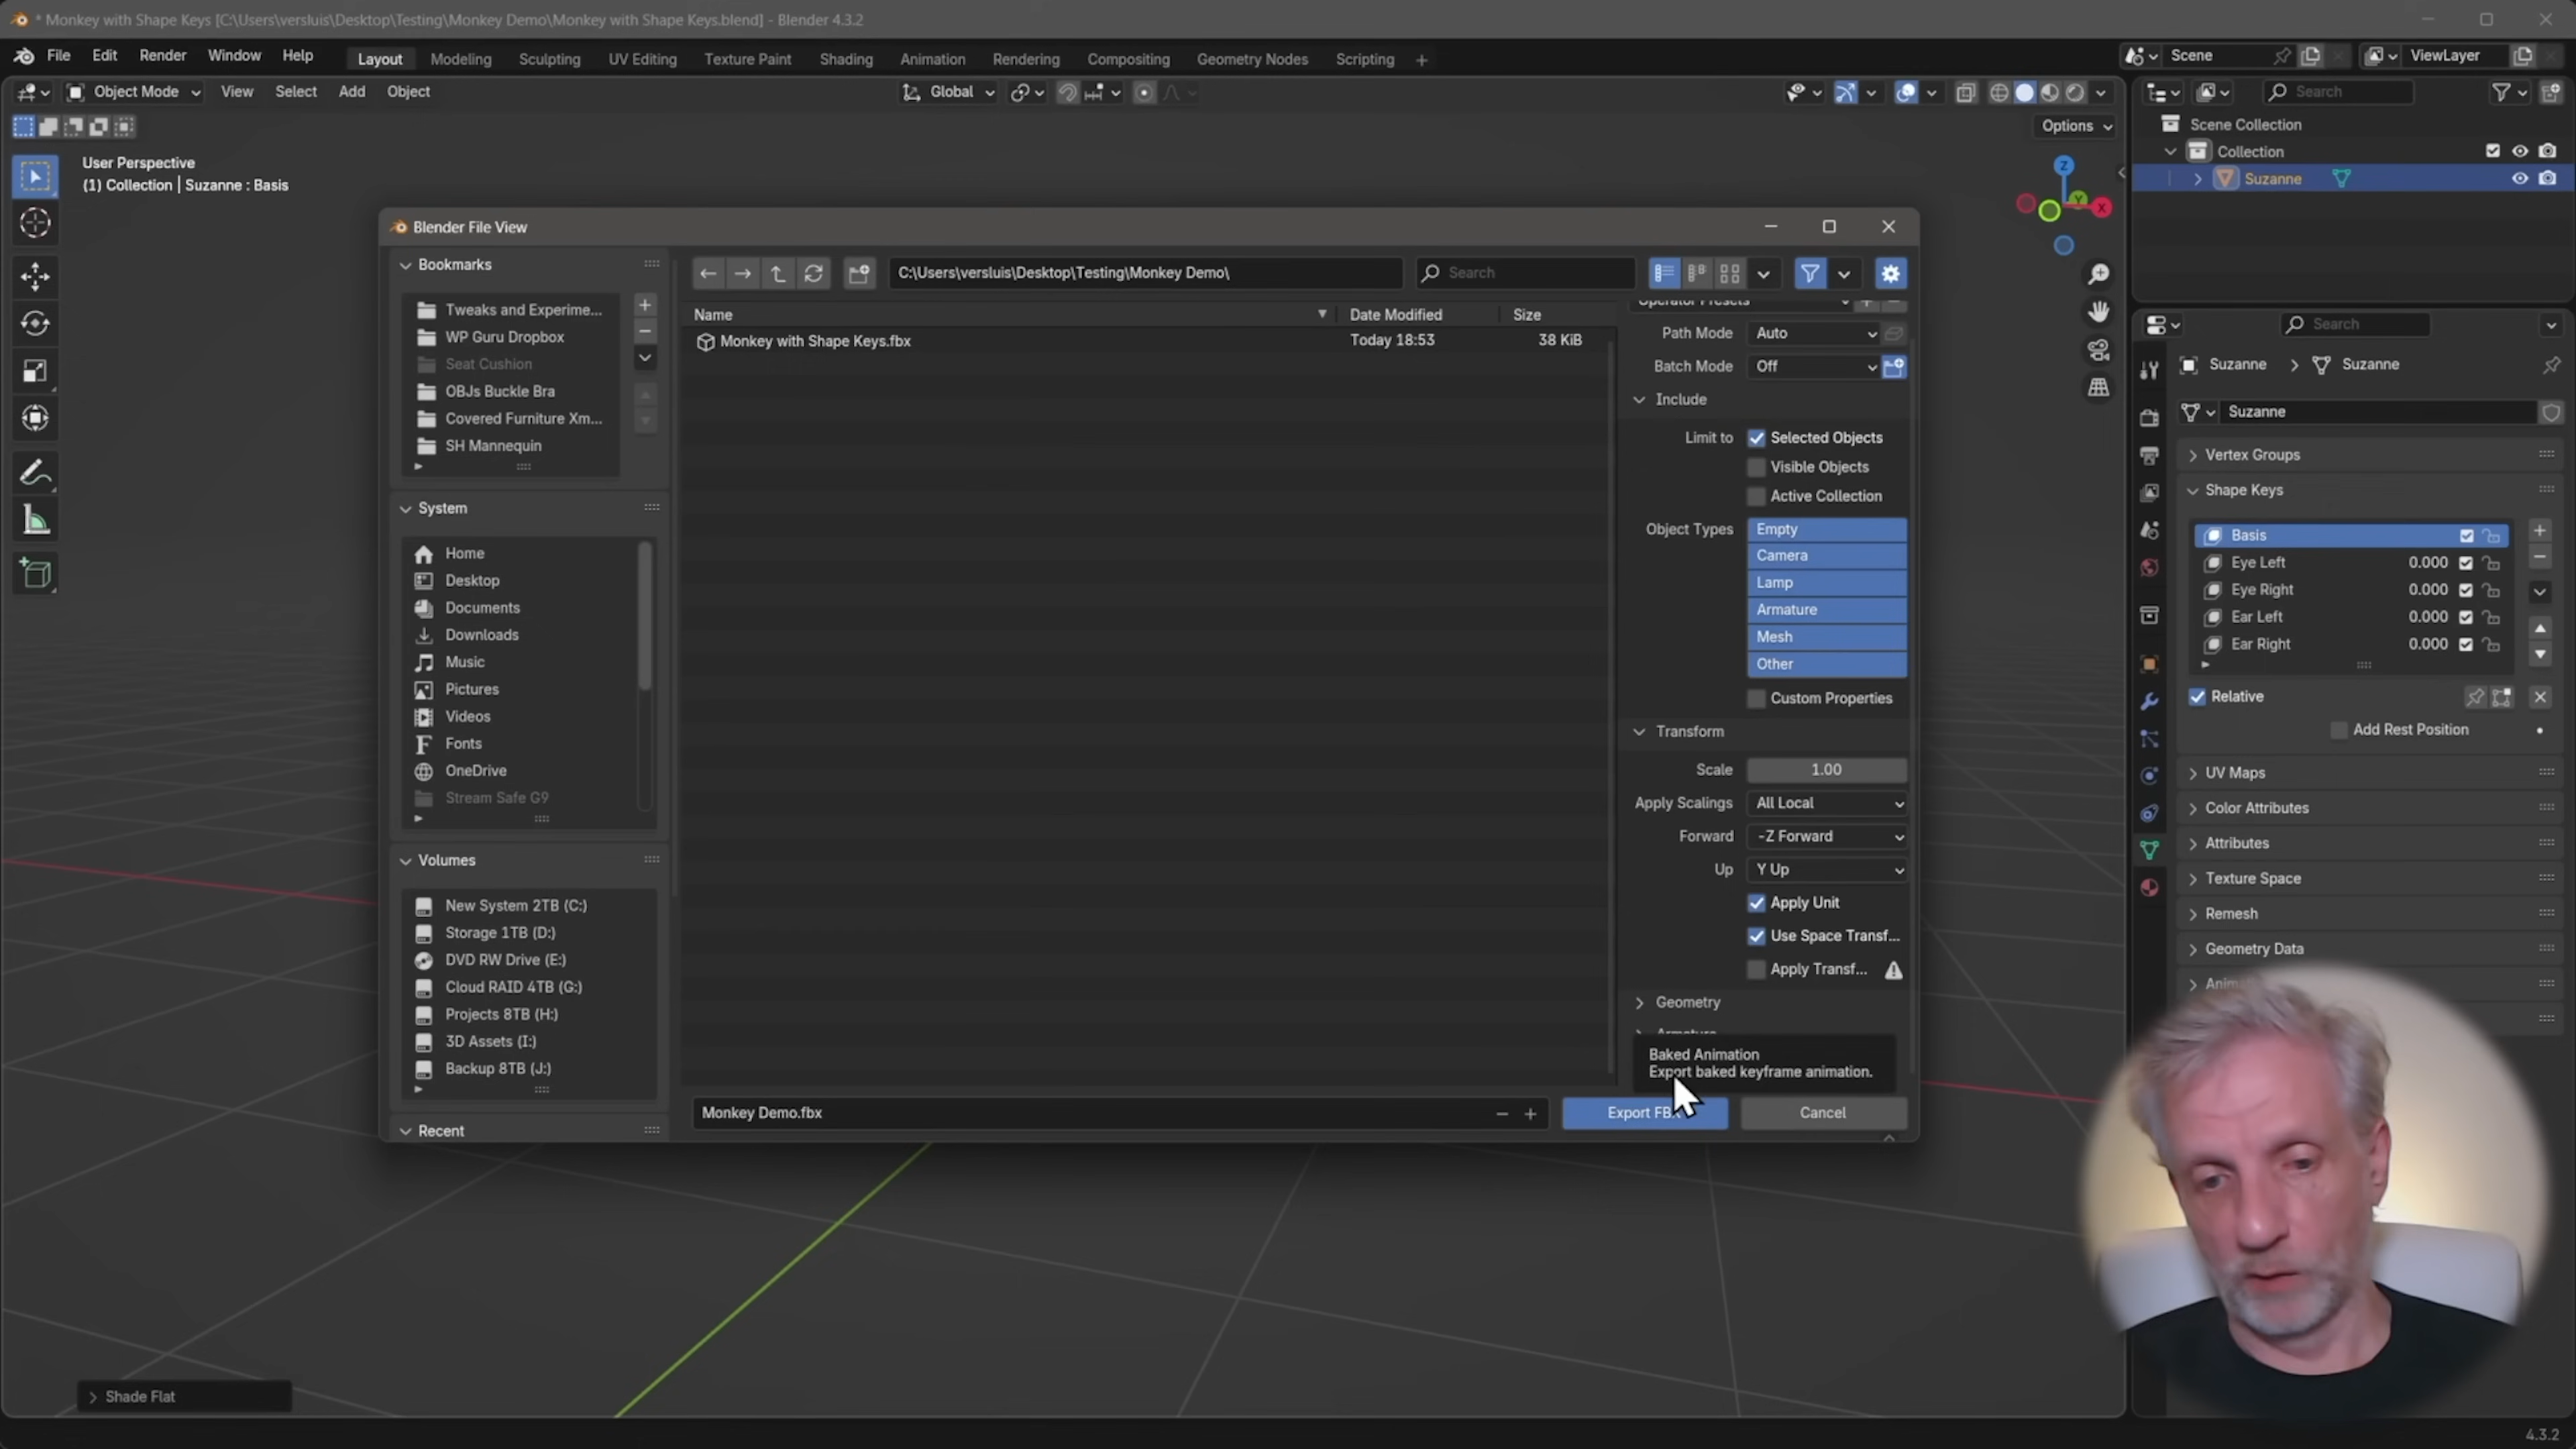 * Monkey with Shape Keys [C:\Users\versluis\Desktop\Testing\Monkey Demo\Monkey with Shape Keys.blend] - Blender 4.3.2
File Edit Render Window Help Layout Modeling Sculpting UV Editing Texture Paint Shading Animation Rendering Compositing Geometry Nodes Scripting +
Scene
ViewLayer
Object Mode View Select Add Object
Global
Search
Options
User Perspective
(1) Collection | Suzanne : Basis
Z
Y
X
Scene Collection
Collection
Suzanne
Blender File View
Bookmarks
Tweaks and Experime...
WP Guru Dropbox
Seat Cushion
OBJs Buckle Bra
Covered Furniture Xm...
SH Mannequin
System
Home
Desktop
Documents
Downloads
Music
Pictures
Videos
Fonts
OneDrive
Stream Safe G9
Volumes
New System 2TB (C:)
Storage 1TB (D:)
DVD RW Drive (E:)
Cloud RAID 4TB (G:)
Projects 8TB (H:)
3D Assets (I:)
Backup 8TB (J:)
Recent
C:\Users\versluis\Desktop\Testing\Monkey Demo\
Search
Name Date Modified Size
Monkey with Shape Keys.fbx Today 18:53 38 KiB
Operator Presets
Path Mode Auto
Batch Mode Off
Include
Limit to Selected Objects
Visible Objects
Active Collection
Object Types Empty
Camera
Lamp
Armature
Mesh
Other
Custom Properties
Transform
Scale 1.00
Apply Scalings All Local
Forward -Z Forward
Up Y Up
Apply Unit
Use Space Transf...
Apply Transf...
Geometry
Armature
Baked Animation
Export baked keyframe animation.
Monkey Demo.fbx
Export FB
Cancel
Search
Suzanne > Suzanne
Suzanne
Vertex Groups
Shape Keys
Basis
Eye Left 0.000
Eye Right 0.000
Ear Left 0.000
Ear Right 0.000
Relative
Add Rest Position
UV Maps
Color Attributes
Attributes
Texture Space
Remesh
Geometry Data
Shade Flat
4.3.2